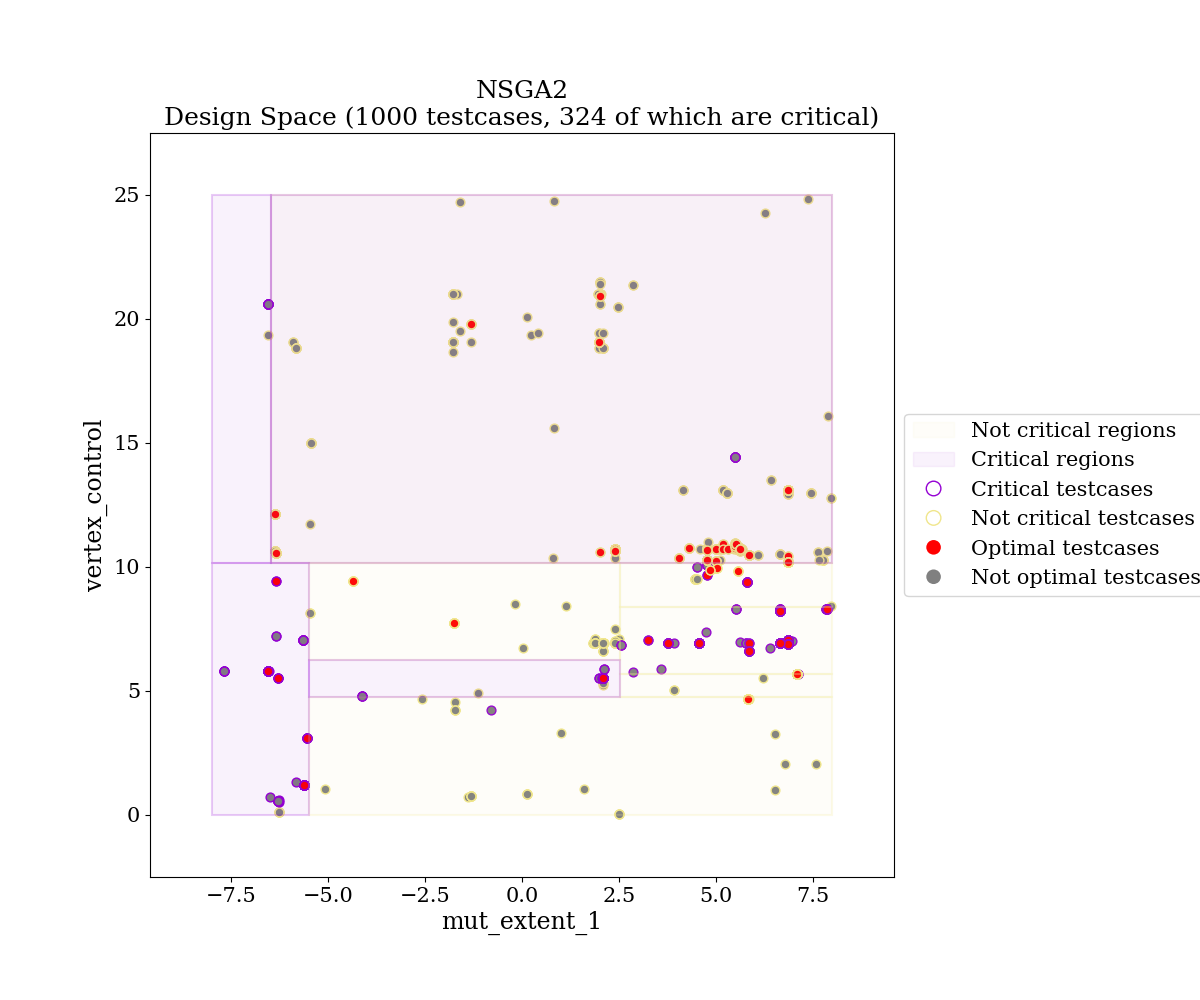 NSGA2
Design Space (1000 testcases, 324 of which are critical)
25
20
15
10
5
0
vertex_control
−7.5
−5.0
−2.5
0.0
2.5
5.0
7.5
mut_extent_1
Not critical regions
Critical regions
Critical testcases
Not critical testcases
Optimal testcases
Not optimal testcases